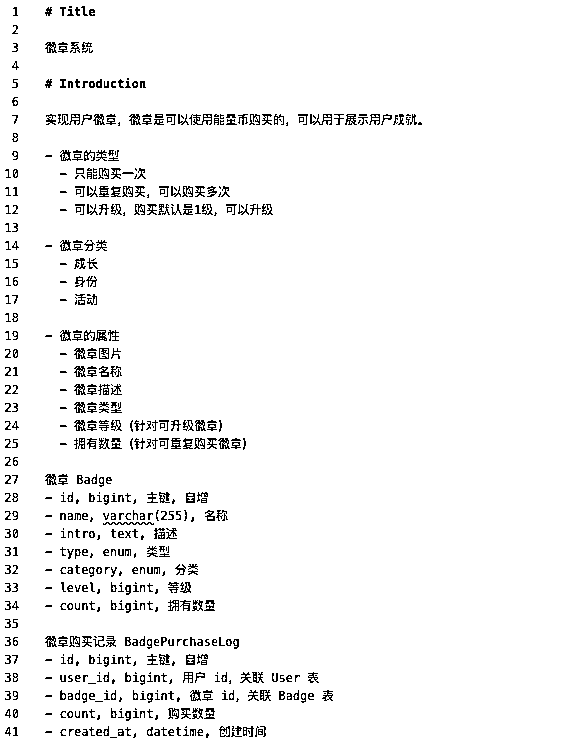 1 # Title
2
3 徽章系统
4
5 # Introduction
6
7 实现用户徽章，徽章是可以使用能量币购买的，可以用于展示用户成就。
8
9 - 徽章的类型
10 - 只能购买一次
11 - 可以重复购买，可以购买多次
12 - 可以升级，购买默认是1级，可以升级
13
14 - 徽章分类
15 - 成长
16 - 身份
17 - 活动
18
19 - 徽章的属性
20 - 徽章图片
21 - 徽章名称
22 - 徽章描述
23 - 徽章类型
24 - 徽章等级（针对可升级徽章）
25 - 拥有数量（针对可重复购买徽章）
26
27 徽章 Badge
28 - id, bigint, 主键, 自增
29 - name, varchar(255), 名称
30 - intro, text, 描述
31 - type, enum, 类型
32 - category, enum, 分类
33 - level, bigint, 等级
34 - count, bigint, 拥有数量
35
36 徽章购买记录 BadgePurchaseLog
37 - id, bigint, 主键, 自增
38 - user_id, bigint, 用户 id, 关联 User 表
39 - badge_id, bigint, 徽章 id, 关联 Badge 表
40 - count, bigint, 购买数量
41 - created_at, datetime, 创建时间